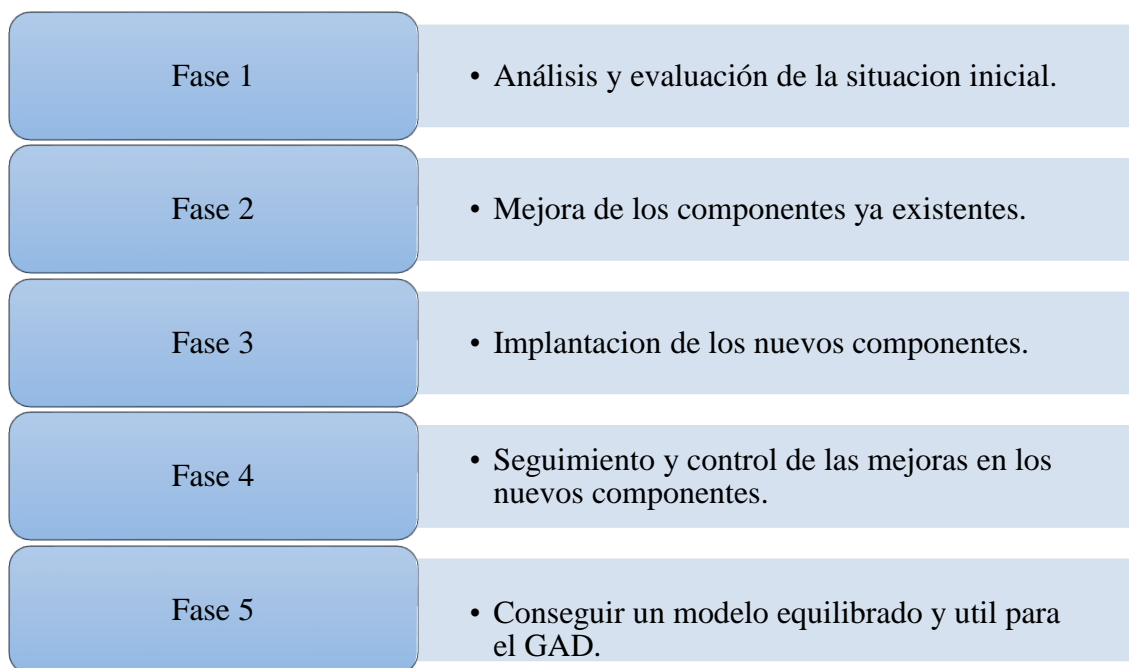 Fase 1
• Análisis y evaluación de la situacion inicial.
Fase 2
• Mejora de los componentes ya existentes.
Fase 3
• Implantacion de los nuevos componentes.
Fase 4
• Seguimiento y control de las mejoras en los
nuevos componentes.
Fase 5
• Conseguir un modelo equilibrado y util para
el GAD.